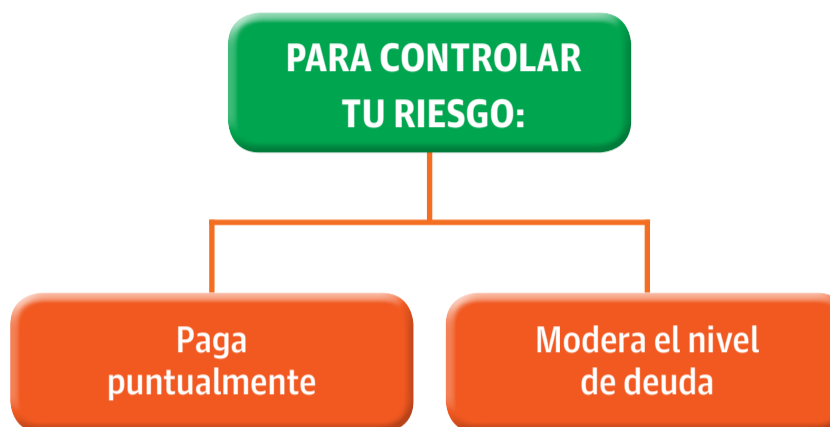 PARA CONTROLAR
TU RIESGO:
Paga
puntualmente
Modera el nivel
de deuda